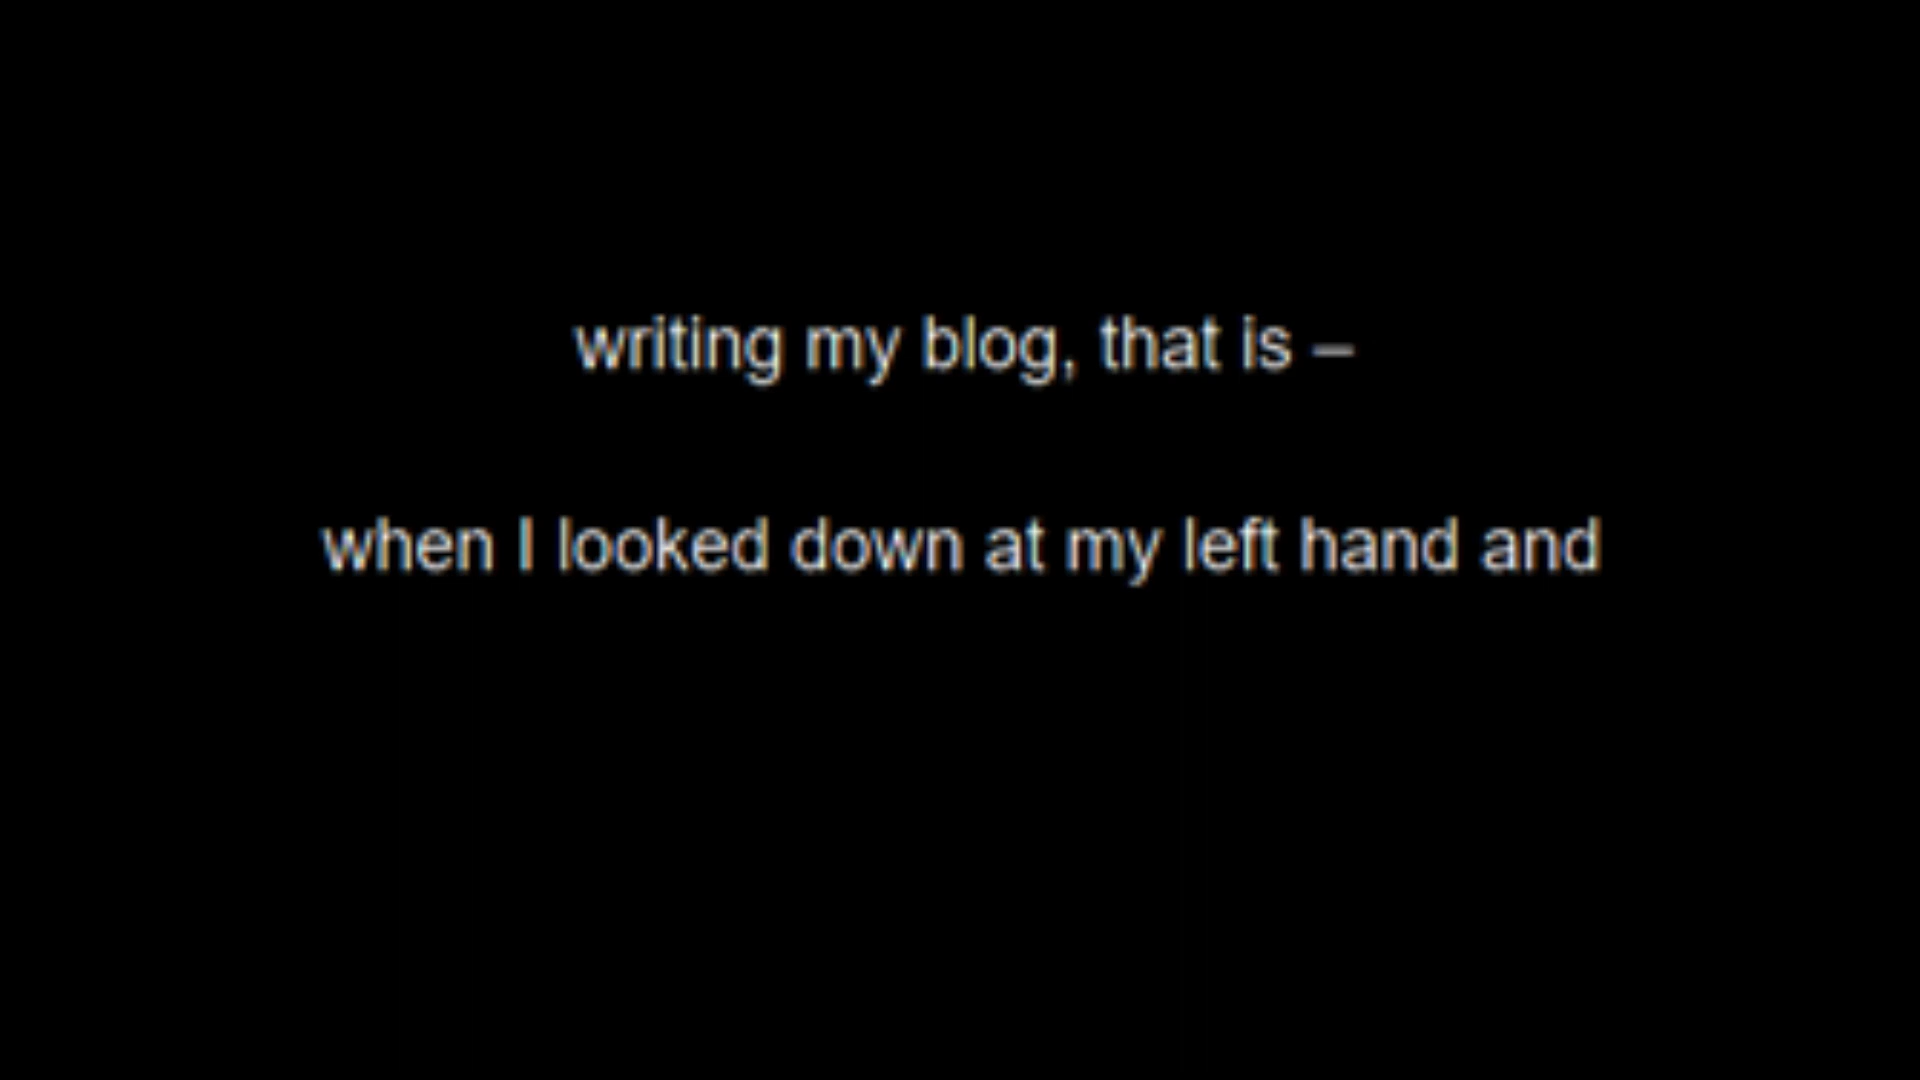 writing my blog, that is –
when I looked down at my left hand and